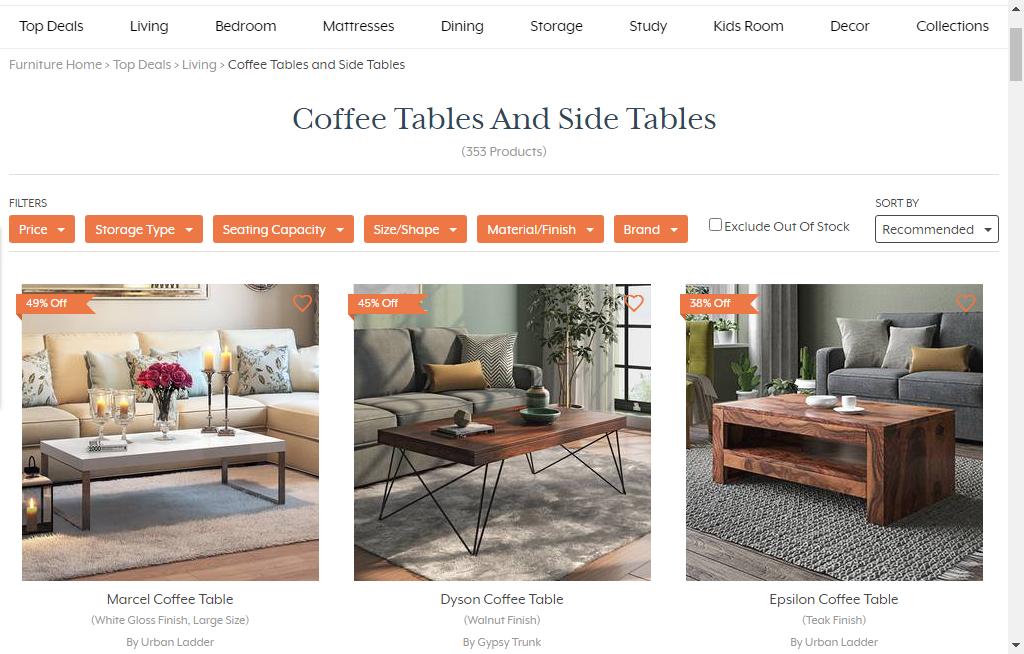 Top Deals Living Bedroom Mattresses Dining Storage Study Kids Room Decor Collections
Furniture Home > Top Deals > Living > Coffee Tables and Side Tables
Coffee Tables And Side Tables
(353 Products)
FILTERS SORT BY
Price Storage Type Seating Capacity Size/Shape Material/Finish Brand Exclude Out Of Stock Recommended
49% Off 45% Off 38% Off
Marcel Coffee Table Dyson Coffee Table Epsilon Coffee Table
(White Gloss Finish, Large Size) (Walnut Finish) (Teak Finish)
By Urban Ladder By Gypsy Trunk By Urban Ladder